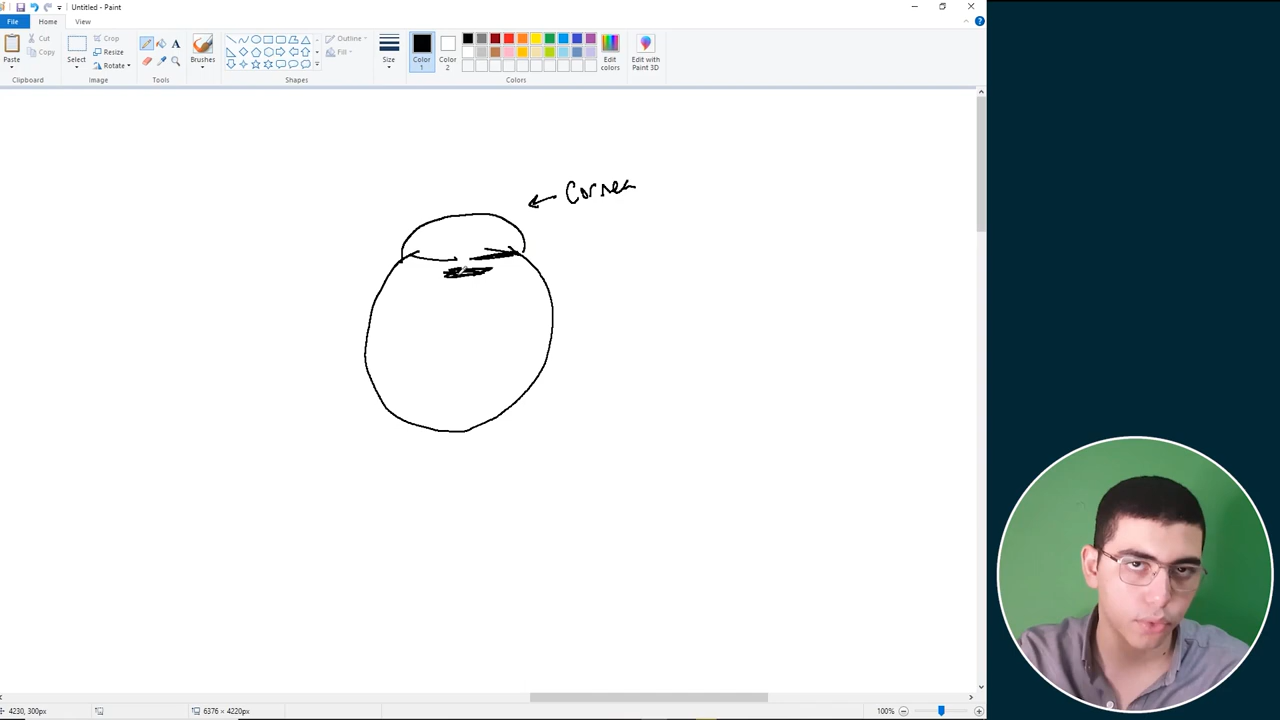 Untitled - Paint
File Home View
Cut
Copy
Paste
Clipboard
Select
Crop
Resize
Rotate
Image
A
Tools
Brushes
Outline
Fill
Shapes
Size
Color 1
Color 2
Edit colors
Colors
Edit with Paint 3D
← Cornea
4230, 300px
6376 × 4220px
100%